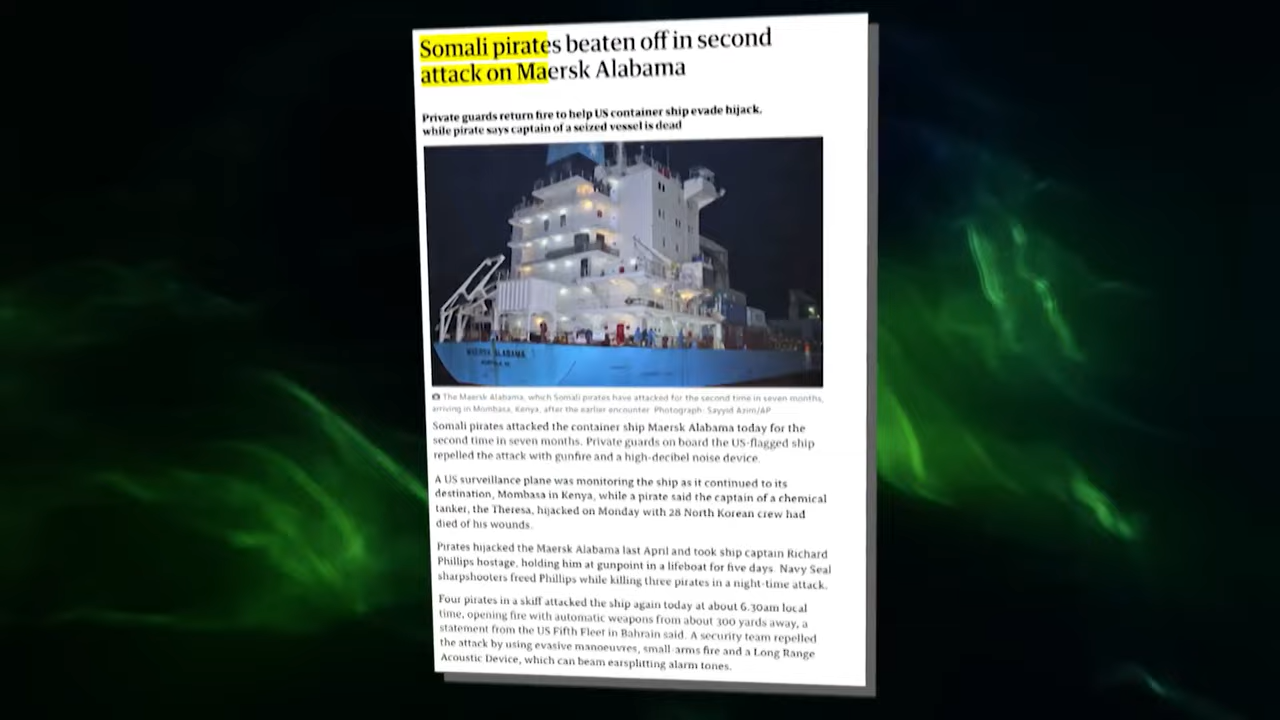 Somali pirates beaten off in second
attack on Maersk Alabama
Private guards return fire to help US container ship evade hijack,
while pirate says captain of a seized vessel is dead
MAERSK ALABAMA
The Maersk Alabama, which Somali pirates have attacked for the second time in seven months,
arriving in Mombasa, Kenya, after the earlier encounter. Photograph: Sayyid Azim/AP
Somali pirates attacked the container ship Maersk Alabama today for the
second time in seven months. Private guards on board the US-flagged ship
repelled the attack with gunfire and a high-decibel noise device.
A US surveillance plane was monitoring the ship as it continued to its
destination, Mombasa in Kenya, while a pirate said the captain of a chemical
tanker, the Theresa, hijacked on Monday with 28 North Korean crew had
died of his wounds.
Pirates hijacked the Maersk Alabama last April and took ship captain Richard
Phillips hostage, holding him at gunpoint in a lifeboat for five days. Navy Seal
sharpshooters freed Phillips while killing three pirates in a night-time attack.
Four pirates in a skiff attacked the ship again today at about 6.30am local
time, opening fire with automatic weapons from about 300 yards away, a
statement from the US Fifth Fleet in Bahrain said. A security team repelled
the attack by using evasive manoeuvres, small-arms fire and a Long Range
Acoustic Device, which can beam earsplitting alarm tones.